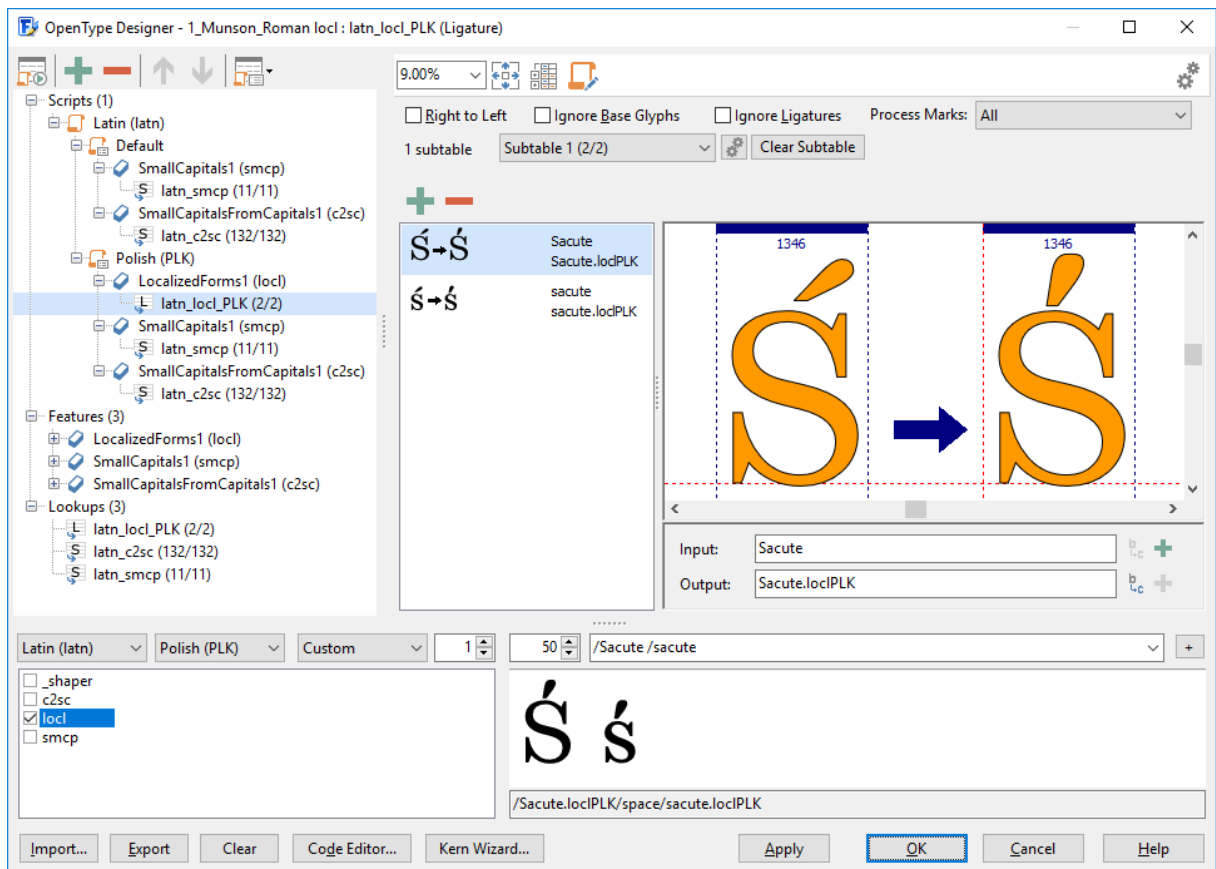 OpenType Designer - 1_Munson_Roman locl : latn_locl_PLK (Ligature)
9.00%
Scripts (1)
Latin (latn)
Default
SmallCapitals1 (smcp)
latn_smcp (11/11)
SmallCapitalsFromCapitals1 (c2sc)
latn_c2sc (132/132)
Polish (PLK)
LocalizedForms1 (locl)
latn_locl_PLK (2/2)
SmallCapitals1 (smcp)
latn_smcp (11/11)
SmallCapitalsFromCapitals1 (c2sc)
latn_c2sc (132/132)
Features (3)
LocalizedForms1 (locl)
SmallCapitals1 (smcp)
SmallCapitalsFromCapitals1 (c2sc)
Lookups (3)
latn_locl_PLK (2/2)
latn_c2sc (132/132)
latn_smcp (11/11)
Right to Left Ignore Base Glyphs Ignore Ligatures Process Marks: All
1 subtable Subtable 1 (2/2) Clear Subtable
Ś→Ś Sacute
Sacute.loclPLK
ś→ś sacute
sacute.loclPLK
1346 1346
Ś Ś
Input: Sacute
Output: Sacute.loclPLK
Latin (latn) Polish (PLK) Custom 1 50 /Sacute /sacute +
_shaper
c2sc
locl
smcp
Ś ś
/Sacute.loclPLK/space/sacute.loclPLK
Import... Export Clear Code Editor... Kern Wizard... Apply OK Cancel Help